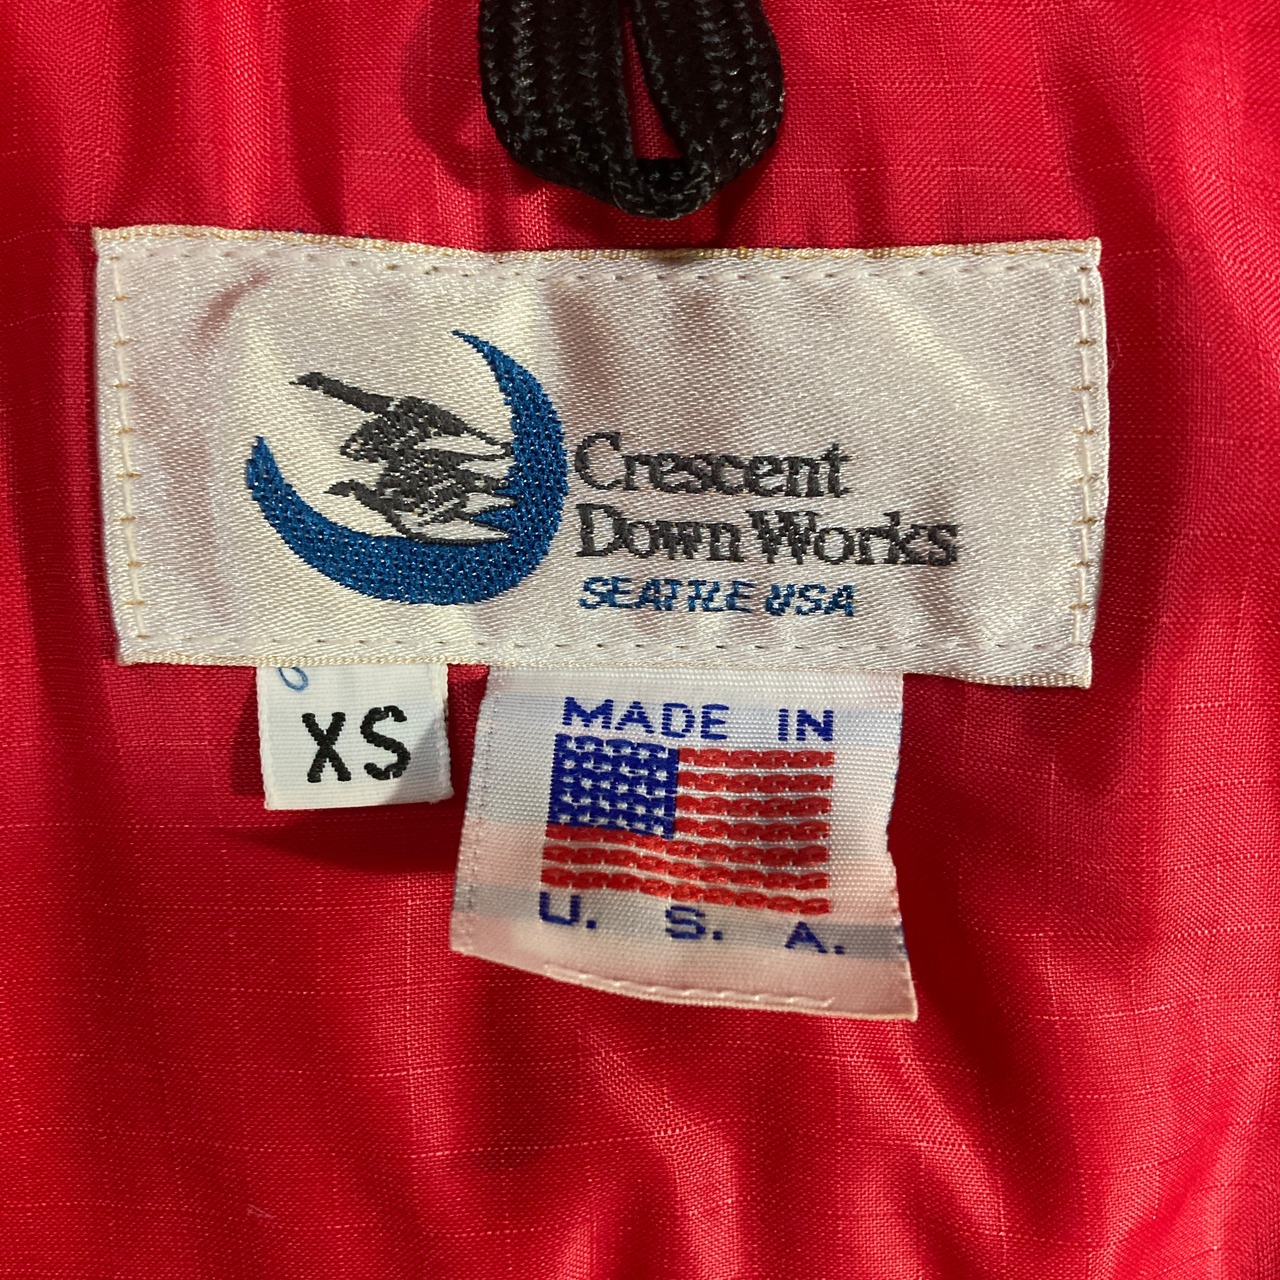 Crescent
Down Works
SEATTLE USA
XS
MADE IN
U. S. A.